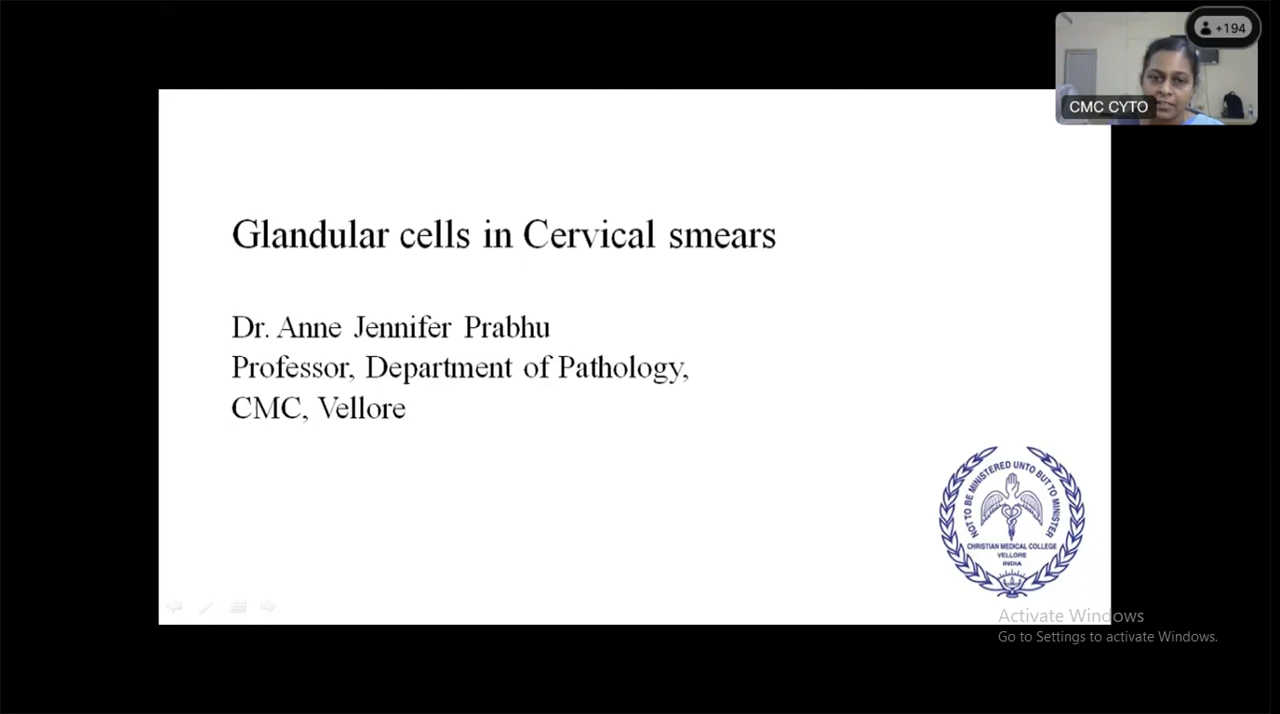 +194
CMC CYTO
Glandular cells in Cervical smears
Dr. Anne Jennifer Prabhu
Professor, Department of Pathology,
CMC, Vellore
NOT TO BE MINISTERED UNTO BUT TO MINISTER
CHRISTIAN MEDICAL COLLEGE
VELLORE
INDIA
Activate Windows
Go to Settings to activate Windows.